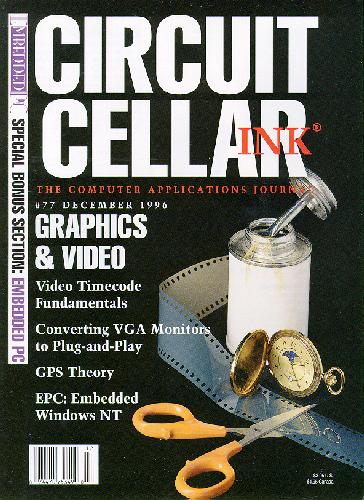 CIRCUIT
CELLAR
INK®
THE COMPUTER APPLICATIONS JOURNAL
#77 DECEMBER 1996
GRAPHICS
& VIDEO
Video Timecode
Fundamentals
Converting VGA Monitors
to Plug-and-Play
GPS Theory
EPC: Embedded
Windows NT
EMBEDDED PC
SPECIAL BONUS SECTION: EMBEDDED PC